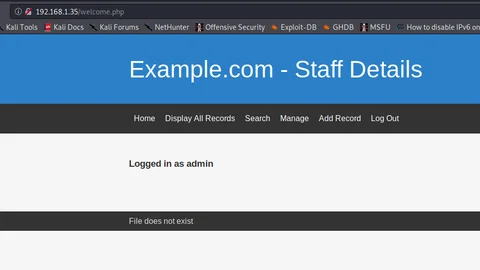 192.168.1.35/welcome.php
Kali Tools Kali Docs Kali Forums NetHunter Offensive Security Exploit-DB GHDB MSFU How to disable IPv6 on
Example.com - Staff Details
Home Display All Records Search Manage Add Record Log Out
Logged in as admin
File does not exist